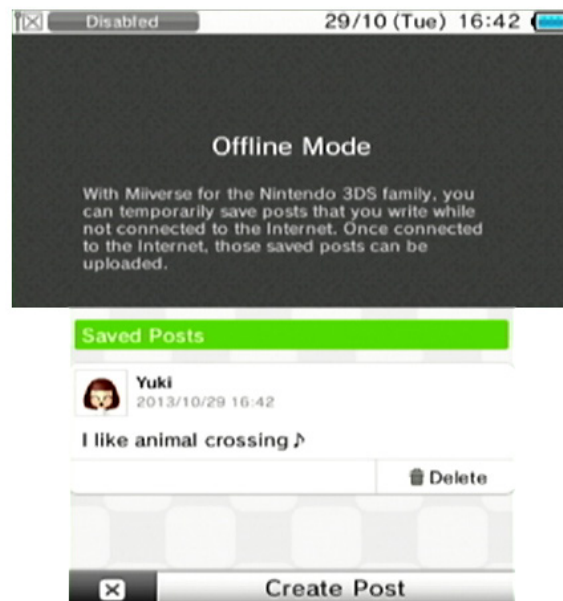 Disabled
29/10 (Tue) 16:42
Offline Mode
With Miiverse for the Nintendo 3DS family, you
can temporarily save posts that you write while
not connected to the Internet. Once connected
to the Internet, those saved posts can be
uploaded.
Saved Posts
Yuki
2013/10/29 16:42
I like animal crossing♪
Delete
Create Post